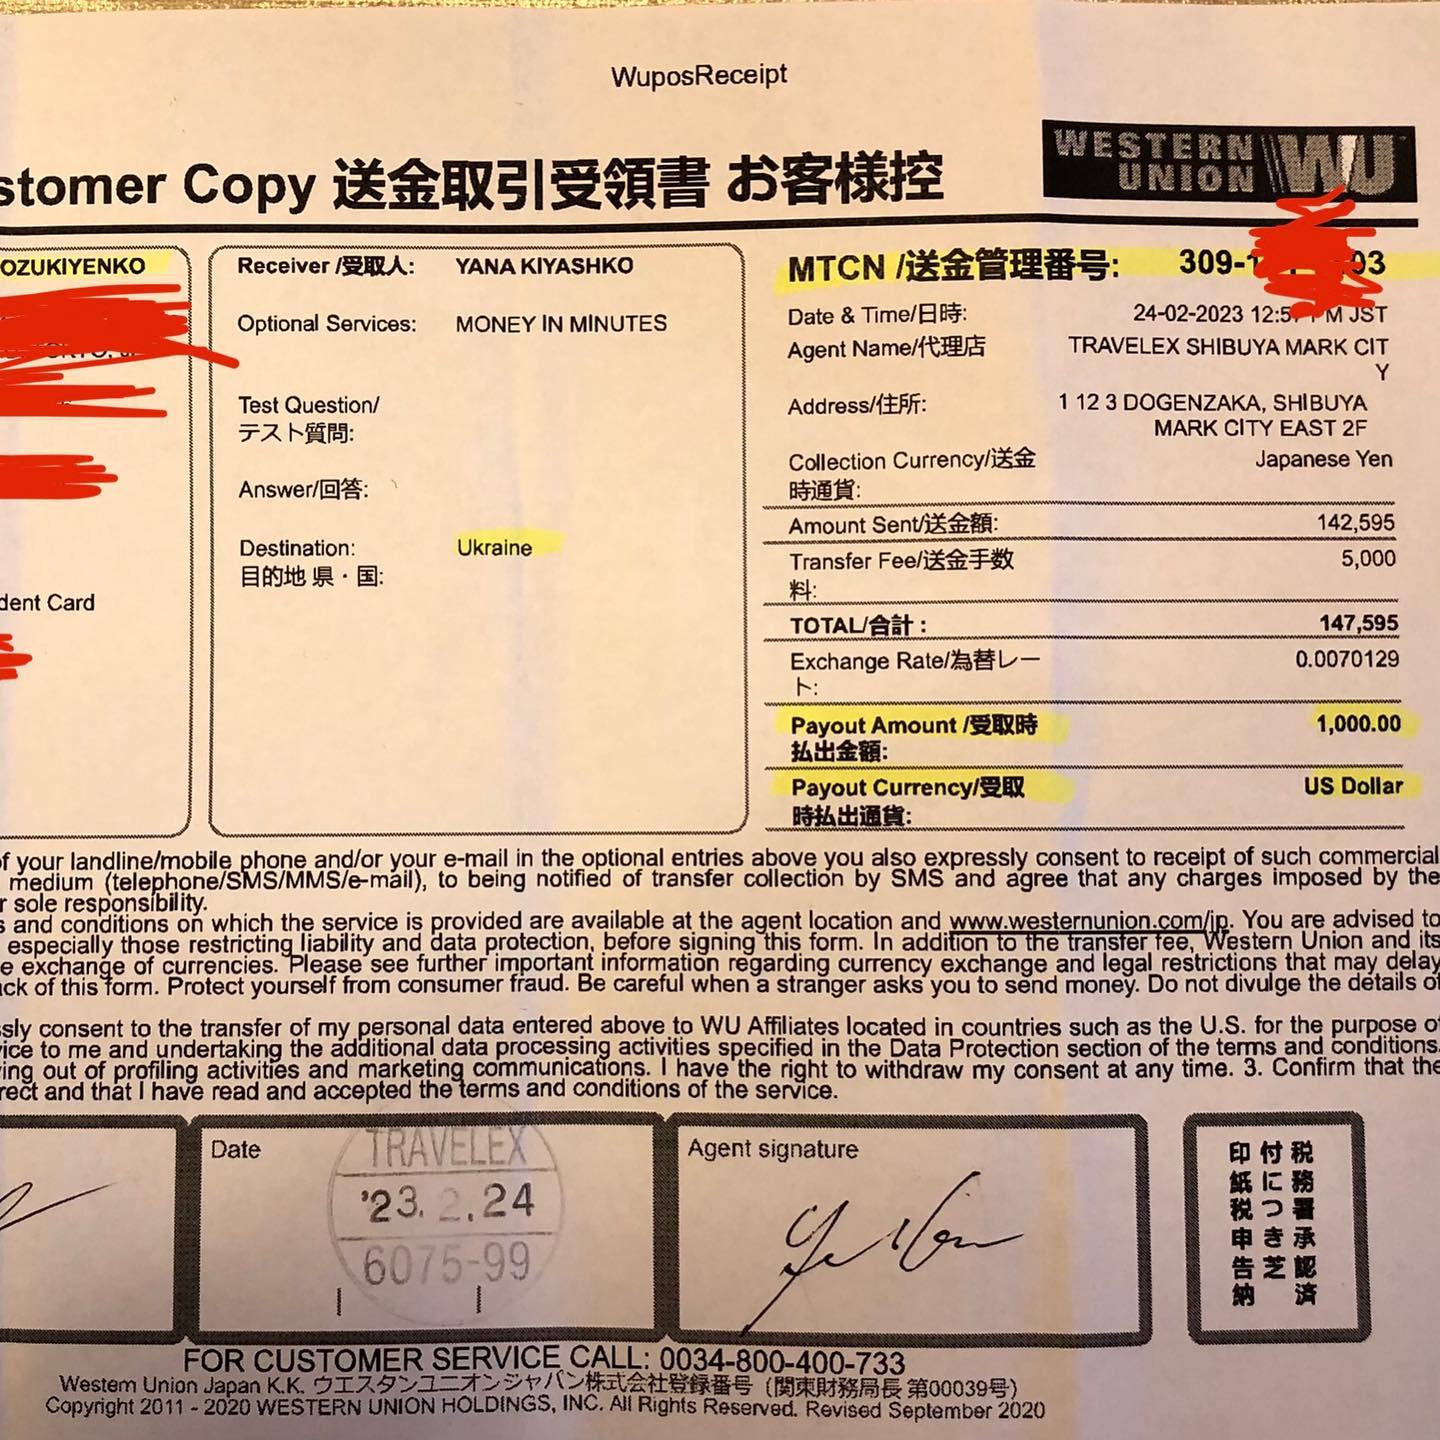 WuposReceipt
stomer Copy 送金取引受領書 お客様控
WESTERN UNION WU
OZUKIYENKO
dent Card
Receiver /受取人: YANA KIYASHKO
Optional Services: MONEY IN MINUTES
Test Question/
テスト質問:
Answer/回答:
Destination: Ukraine
目的地 県・国:
MTCN /送金管理番号: 309- 93
Date & Time/日時: 24-02-2023 12:5 PM JST
Agent Name/代理店 TRAVELEX SHIBUYA MARK CIT
Y
Address/住所: 1 12 3 DOGENZAKA, SHIBUYA
MARK CITY EAST 2F
Collection Currency/送金 Japanese Yen
時通貨:
Amount Sent/送金額: 142,595
Transfer Fee/送金手数 5,000
料:
TOTAL/合計 : 147,595
Exchange Rate/為替レー 0.0070129
ト:
Payout Amount /受取時 1,000.00
払出金額:
Payout Currency/受取 US Dollar
時払出通貨:
of your landline/mobile phone and/or your e-mail in the optional entries above you also expressly consent to receipt of such commercial
medium (telephone/SMS/MMS/e-mail), to being notified of transfer collection by SMS and agree that any charges imposed by the
r sole responsibility.
s and conditions on which the service is provided are available at the agent location and www.westernunion.com/jp. You are advised to
especially those restricting liability and data protection, before signing this form. In addition to the transfer fee, Western Union and its
e exchange of currencies. Please see further important information regarding currency exchange and legal restrictions that may delay
ack of this form. Protect yourself from consumer fraud. Be careful when a stranger asks you to send money. Do not divulge the details of
ssly consent to the transfer of my personal data entered above to WU Affiliates located in countries such as the U.S. for the purpose of
vice to me and undertaking the additional data processing activities specified in the Data Protection section of the terms and conditions.
ying out of profiling activities and marketing communications. I have the right to withdraw my consent at any time. 3. Confirm that the
rrect and that I have read and accepted the terms and conditions of the service.
Date
TRAVELEX
'23. 2. 24
6075-99
Agent signature
税務署承認済
付につき芝
印紙税申告納
FOR CUSTOMER SERVICE CALL: 0034-800-400-733
Western Union Japan K.K. ウエスタンユニオンジャパン株式会社登録番号（関東財務局長 第00039号）
Copyright 2011 - 2020 WESTERN UNION HOLDINGS, INC. All Rights Reserved. Revised September 2020